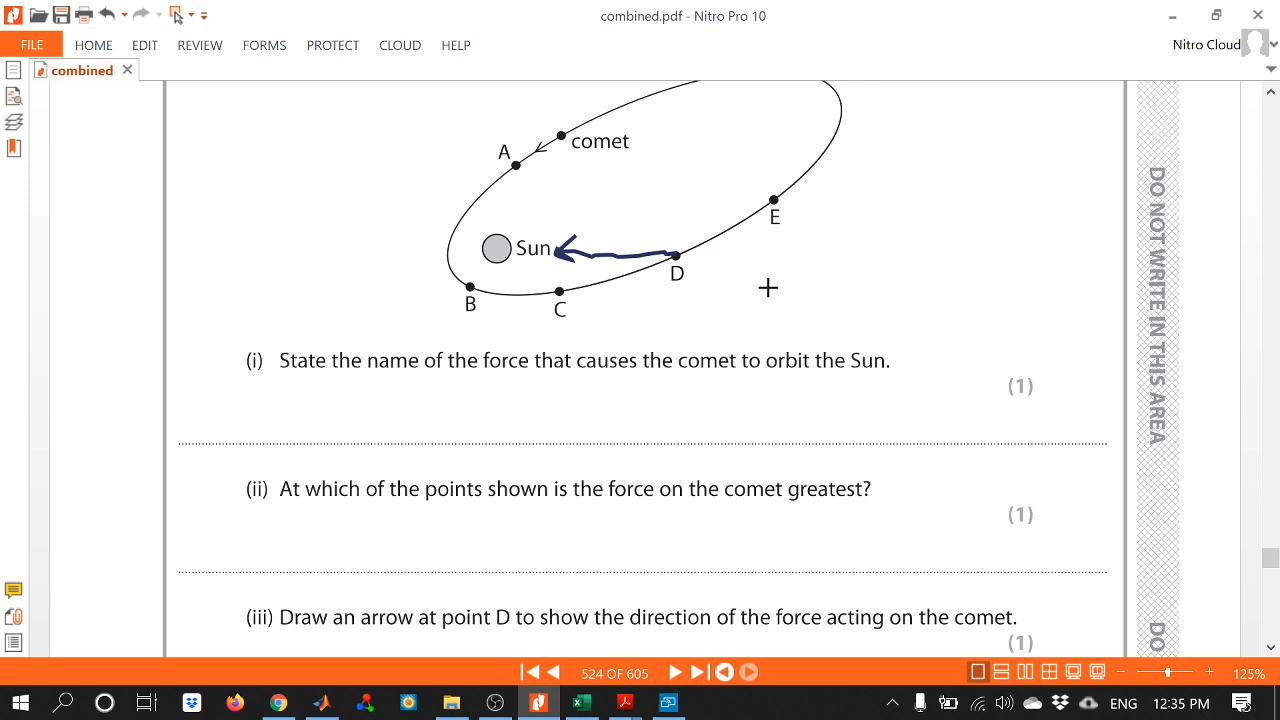 combined.pdf - Nitro Pro 10
FILE HOME EDIT REVIEW FORMS PROTECT CLOUD HELP
Nitro Cloud
combined
comet
A
E
Sun
D
B
C
(i) State the name of the force that causes the comet to orbit the Sun.
(1)
(ii) At which of the points shown is the force on the comet greatest?
(1)
(iii) Draw an arrow at point D to show the direction of the force acting on the comet.
(1)
DO NOT WRITE IN THIS AREA
DO
524 OF 605
125%
ENG 12:35 PM